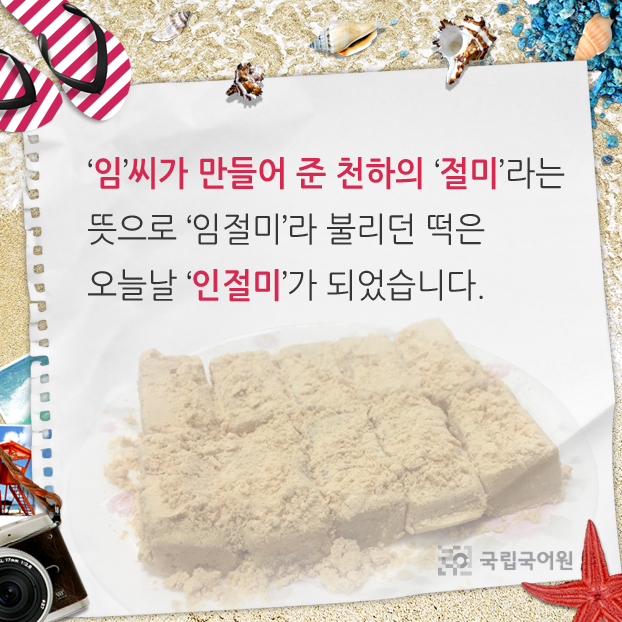 ‘임’씨가 만들어 준 천하의 ‘절미’라는
뜻으로 ‘임절미’라 불리던 떡은
오늘날 ‘인절미’가 되었습니다.
국립국어원